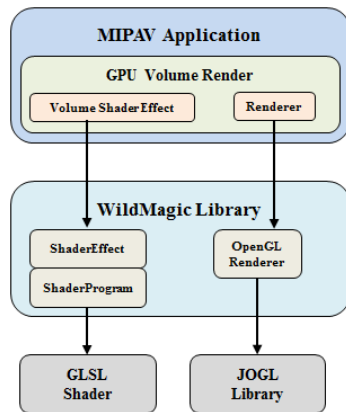 MIPAV Application
GPU Volume Render
Volume ShaderEffect
Renderer
WildMagic Library
ShaderEffect
ShaderProgram
OpenGL
Renderer
GLSL
Shader
JOGL
Library